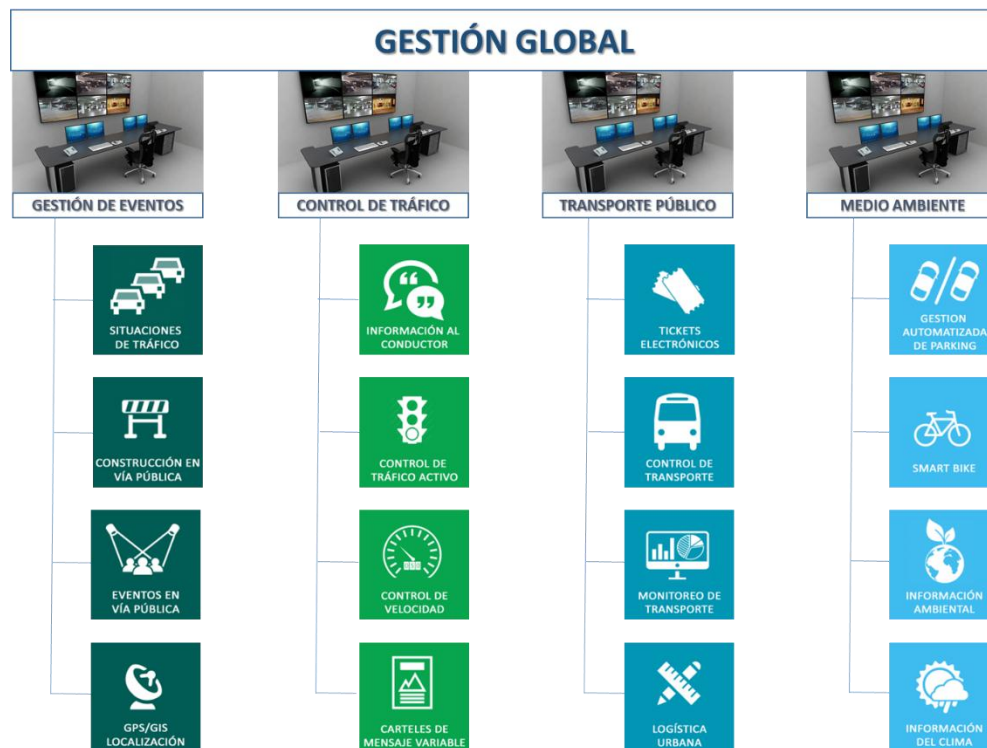 GESTIÓN GLOBAL
GESTIÓN DE EVENTOS
CONTROL DE TRÁFICO
TRANSPORTE PÚBLICO
MEDIO AMBIENTE
SITUACIONES
DE TRÁFICO
INFORMACIÓN AL
CONDUCTOR
TICKETS
ELECTRÓNICOS
GESTION
AUTOMATIZADA
DE PARKING
CONSTRUCCIÓN EN
VÍA PÚBLICA
CONTROL DE
TRÁFICO ACTIVO
CONTROL DE
TRANSPORTE
SMART BIKE
EVENTOS EN
VÍA PÚBLICA
CONTROL DE
VELOCIDAD
MONITOREO DE
TRANSPORTE
INFORMACIÓN
AMBIENTAL
GPS/GIS
LOCALIZACIÓN
CARTELES DE
MENSAJE VARIABLE
LOGÍSTICA
URBANA
INFORMACIÓN
DEL CLIMA